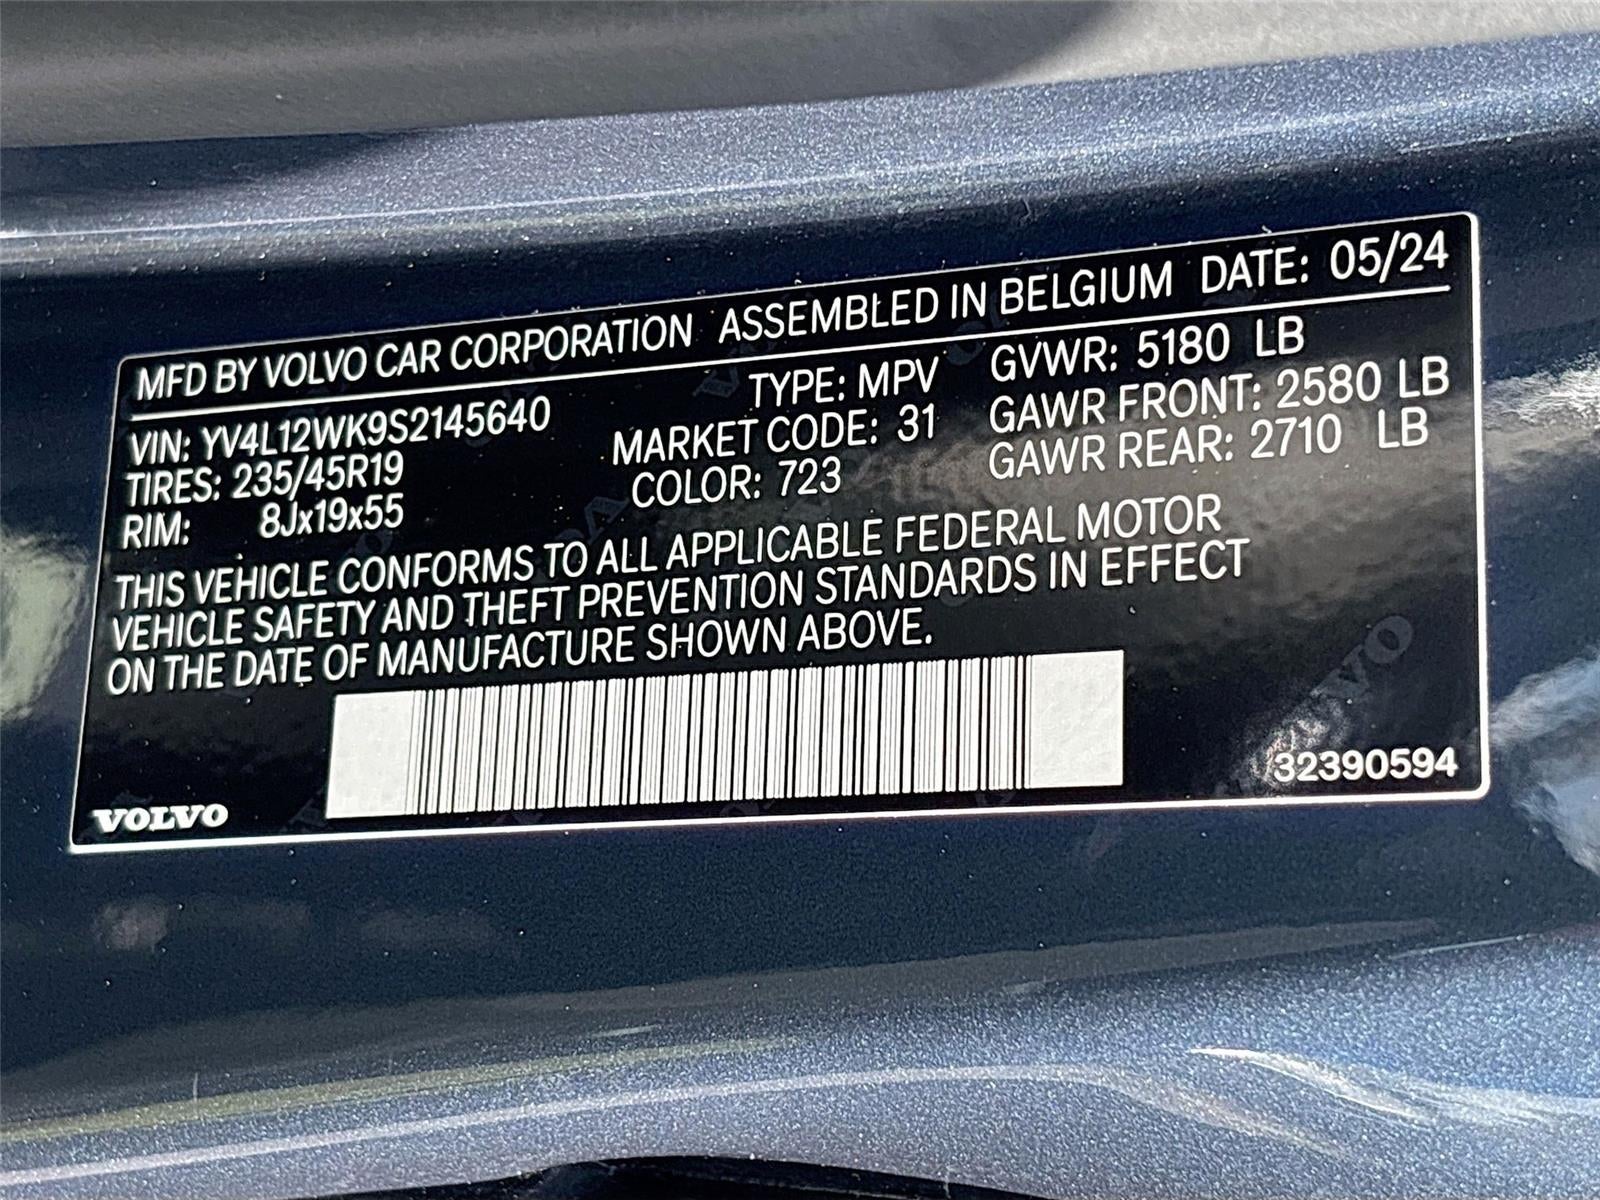 MFD BY VOLVO CAR CORPORATION ASSEMBLED IN BELGIUM DATE: 05/24
VIN: YV4L12WK9S2145640 TYPE: MPV GVWR: 5180 LB
TIRES: 235/45R19 MARKET CODE: 31 GAWR FRONT: 2580 LB
RIM: 8Jx19x55 COLOR: 723 GAWR REAR: 2710 LB
THIS VEHICLE CONFORMS TO ALL APPLICABLE FEDERAL MOTOR
VEHICLE SAFETY AND THEFT PREVENTION STANDARDS IN EFFECT
ON THE DATE OF MANUFACTURE SHOWN ABOVE.
VOLVO
32390594
VOLVO